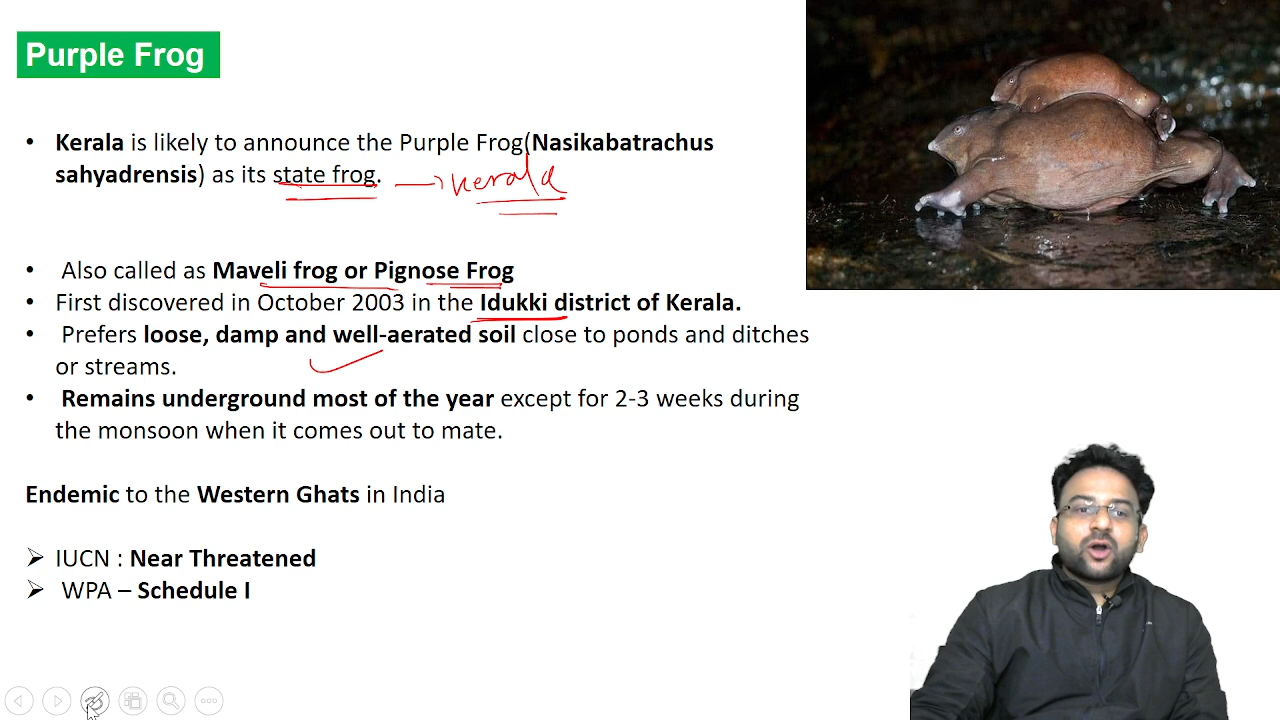 Purple Frog
• Kerala is likely to announce the Purple Frog(Nasikabatrachus
sahyadrensis) as its state frog. → Kerala
• Also called as Maveli frog or Pignose Frog
• First discovered in October 2003 in the Idukki district of Kerala.
• Prefers loose, damp and well-aerated soil close to ponds and ditches
or streams.
• Remains underground most of the year except for 2-3 weeks during
the monsoon when it comes out to mate.
Endemic to the Western Ghats in India
➢ IUCN : Near Threatened
➢ WPA – Schedule I